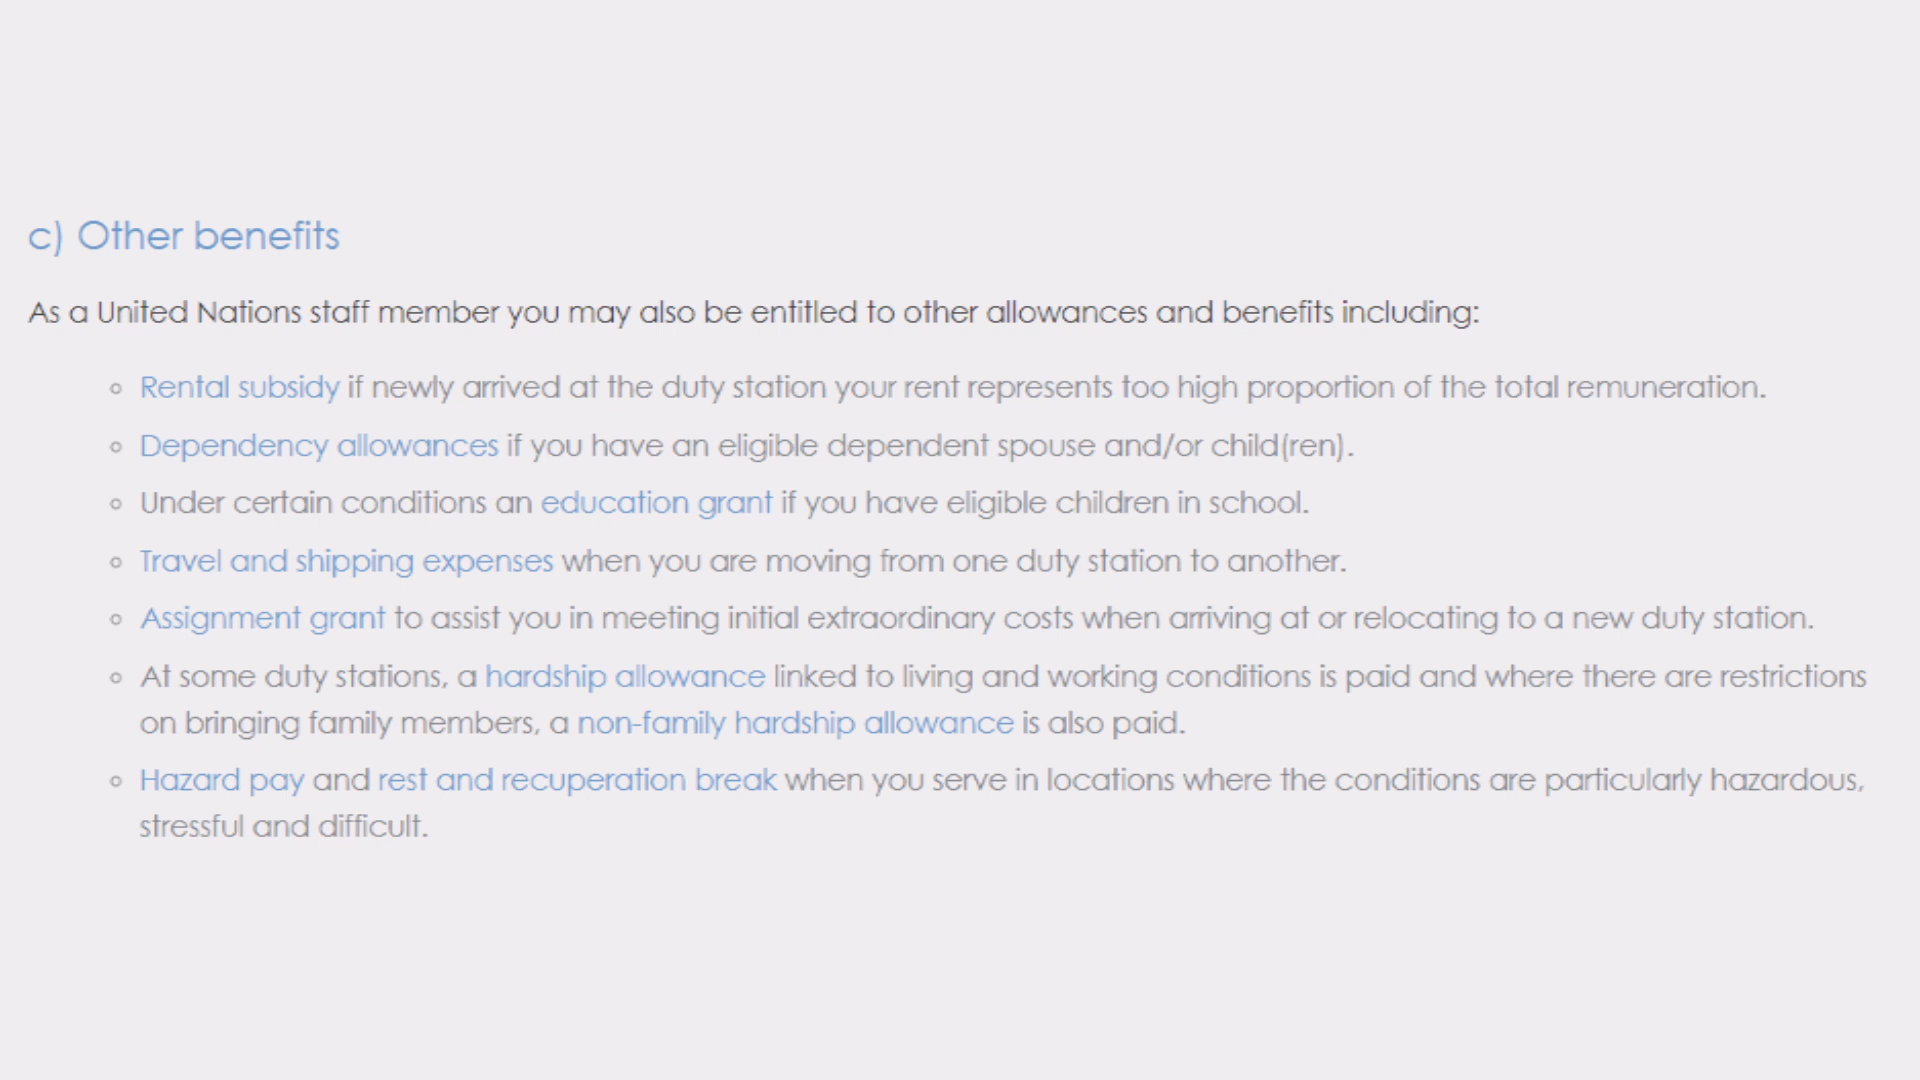 c) Other benefits
As a United Nations staff member you may also be entitled to other allowances and benefits including:
Rental subsidy if newly arrived at the duty station your rent represents too high proportion of the total remuneration.
Dependency allowances if you have an eligible dependent spouse and/or child(ren).
Under certain conditions an education grant if you have eligible children in school.
Travel and shipping expenses when you are moving from one duty station to another.
Assignment grant to assist you in meeting initial extraordinary costs when arriving at or relocating to a new duty station.
At some duty stations, a hardship allowance linked to living and working conditions is paid and where there are restrictions
on bringing family members, a non-family hardship allowance is also paid.
Hazard pay and rest and recuperation break when you serve in locations where the conditions are particularly hazardous,
stressful and difficult.